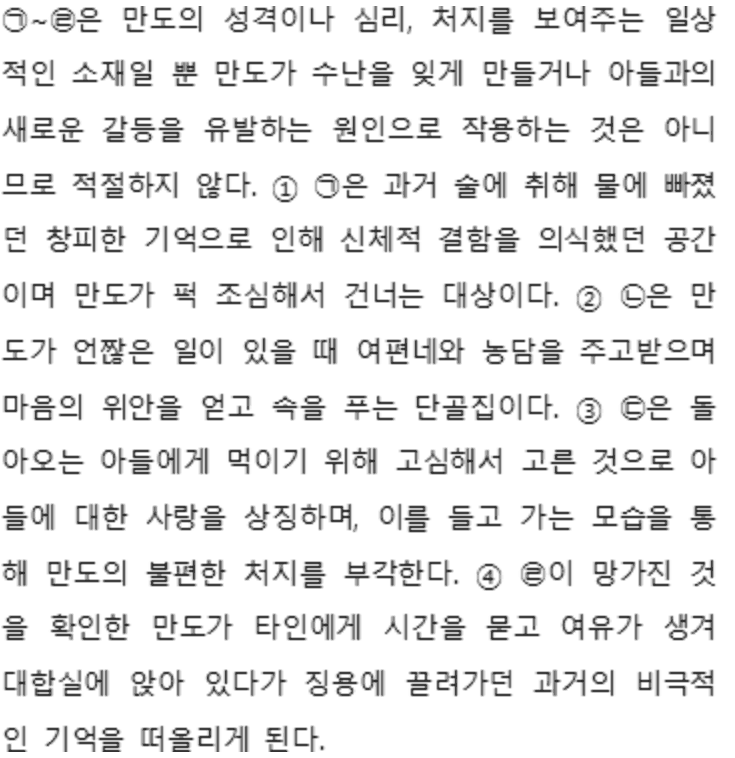 ㉠~㉣은 만도의 성격이나 심리, 처지를 보여주는 일상
적인 소재일 뿐 만도가 수난을 잊게 만들거나 아들과의
새로운 갈등을 유발하는 원인으로 작용하는 것은 아니
므로 적절하지 않다. ① ㉠은 과거 술에 취해 물에 빠졌
던 창피한 기억으로 인해 신체적 결함을 의식했던 공간
이며 만도가 퍽 조심해서 건너는 대상이다. ② ㉡은 만
도가 언짢은 일이 있을 때 여편네와 농담을 주고받으며
마음의 위안을 얻고 속을 푸는 단골집이다. ③ ㉢은 돌
아오는 아들에게 먹이기 위해 고심해서 고른 것으로 아
들에 대한 사랑을 상징하며, 이를 들고 가는 모습을 통
해 만도의 불편한 처지를 부각한다. ④ ㉣이 망가진 것
을 확인한 만도가 타인에게 시간을 묻고 여유가 생겨
대합실에 앉아 있다가 징용에 끌려가던 과거의 비극적
인 기억을 떠올리게 된다.